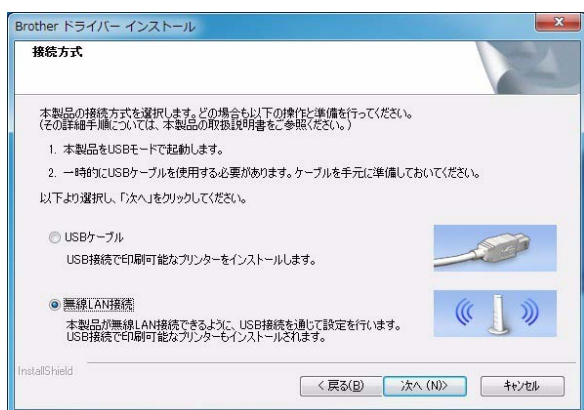 Brother ドライバー インストール
接続方式
本製品の接続方式を選択します。どの場合も以下の操作と準備を行ってください。
(その詳細手順については、本製品の取扱説明書をご参照ください。)
1. 本製品をUSBモードで起動します。
2. 一時的にUSBケーブルを使用する必要があります。ケーブルを手元に準備しておいてください。
以下より選択し、「次へ」をクリックしてください。
USBケーブル
USB接続で印刷可能なプリンターをインストールします。
無線LAN接続
本製品が無線LAN接続できるように、USB接続を通じて設定を行います。
USB接続で印刷可能なプリンターもインストールされます。
InstallShield
< 戻る(B) 次へ (N)> キャンセル